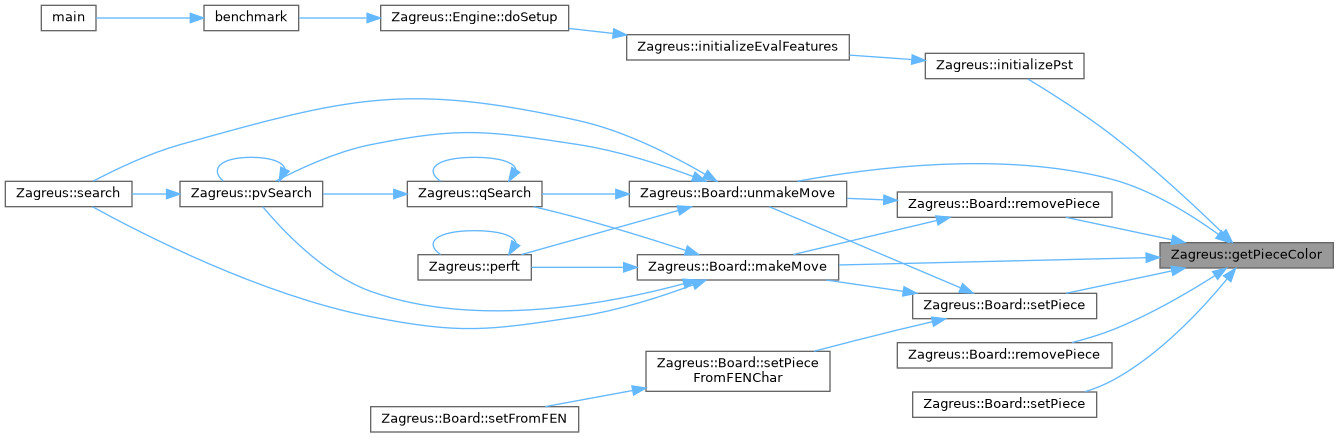 main
benchmark
Zagreus::Engine::doSetup
Zagreus::initializeEvalFeatures
Zagreus::initializePst
Zagreus::search
Zagreus::pvSearch
Zagreus::qSearch
Zagreus::Board::unmakeMove
Zagreus::Board::removePiece
Zagreus::getPieceColor
Zagreus::perft
Zagreus::Board::makeMove
Zagreus::Board::setPiece
Zagreus::Board::removePiece
Zagreus::Board::setPiece
FromFENChar
Zagreus::Board::setPiece
Zagreus::Board::setFromFEN